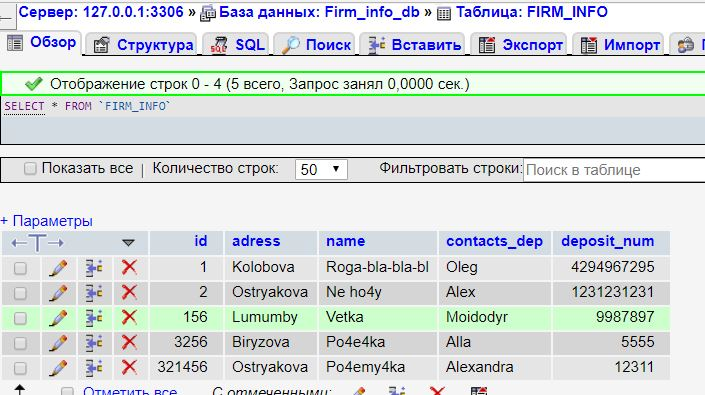 Сервер: 127.0.0.1:3306 » База данных: Firm_info_db » Таблица: FIRM_INFO
Обзор Структура SQL Поиск Вставить Экспорт Импорт
Отображение строк 0 - 4 (5 всего, Запрос занял 0,0000 сек.)
SELECT * FROM `FIRM_INFO`
Показать все | Количество строк: 50 Фильтровать строки: Поиск в таблице
+ Параметры
←T→ id adress name contacts_dep deposit_num
1 Kolobova Roga-bla-bla-bl Oleg 4294967295
2 Ostryakova Ne ho4y Alex 1231231231
156 Lumumby Vetka Moidodyr 9987897
3256 Biryzova Po4e4ka Alla 5555
321456 Ostryakova Po4emy4ka Alexandra 12311
Отметить все С отмеченными: